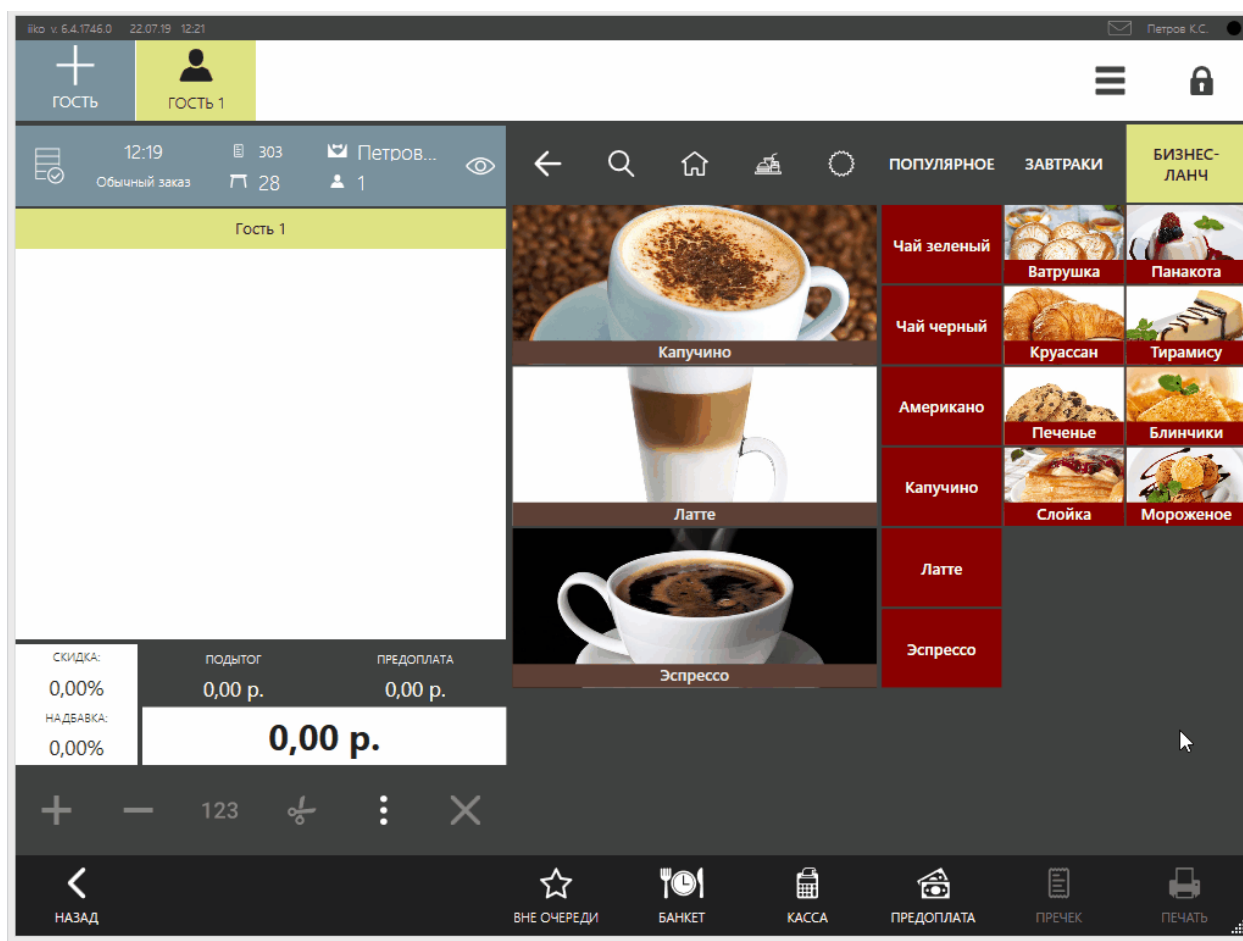 iiko v. 6.4.1746.0 22.07.19 12:21 Петров К.С.
ГОСТЬ ГОСТЬ 1
12:19 303 Петров...
Обычный заказ 28 1
ПОПУЛЯРНОЕ ЗАВТРАКИ БИЗНЕС-
ЛАНЧ
Гость 1
Капучино
Латте
Эспрессо
Чай зеленый
Чай черный
Американо
Капучино
Латте
Эспрессо
Ватрушка Панакота
Круассан Тирамису
Печенье Блинчики
Слойка Мороженое
СКИДКА: ПОДЫТОГ ПРЕДОПЛАТА
0,00% 0,00 р. 0,00 р.
НАДБАВКА:
0,00% 0,00 р.
123
НАЗАД ВНЕ ОЧЕРЕДИ БАНКЕТ КАССА ПРЕДОПЛАТА ПРЕЧЕК ПЕЧАТЬ